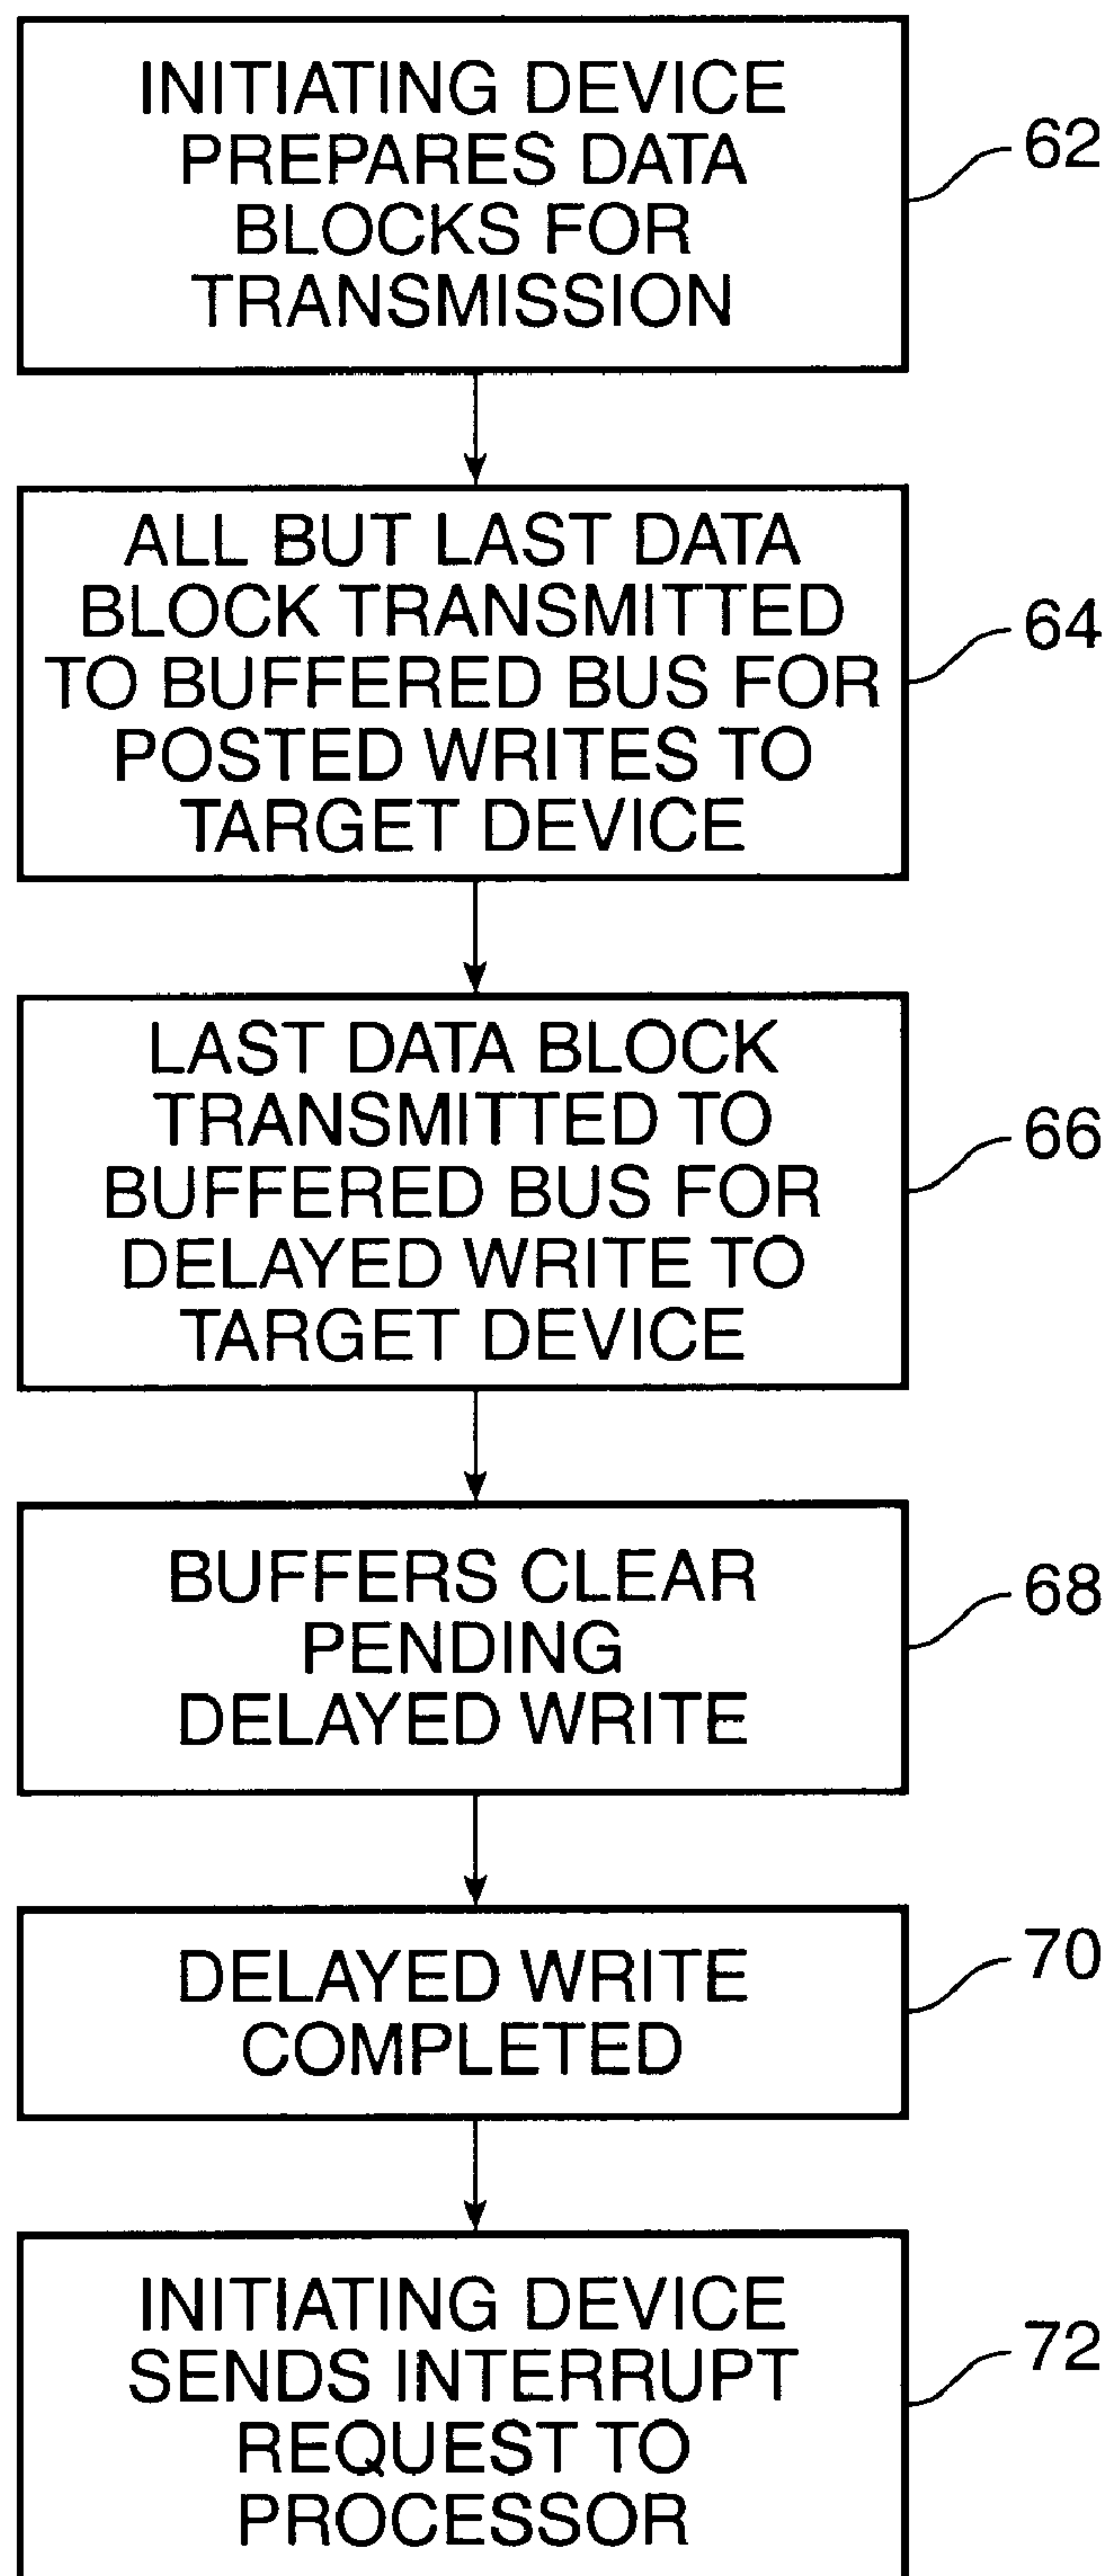 INITIATING DEVICE
PREPARES DATA
BLOCKS FOR
TRANSMISSION
62
ALL BUT LAST DATA
BLOCK TRANSMITTED
TO BUFFERED BUS FOR
POSTED WRITES TO
TARGET DEVICE
64
LAST DATA BLOCK
TRANSMITTED TO
BUFFERED BUS FOR
DELAYED WRITE TO
TARGET DEVICE
66
BUFFERS CLEAR
PENDING
DELAYED WRITE
68
DELAYED WRITE
COMPLETED
70
INITIATING DEVICE
SENDS INTERRUPT
REQUEST TO
PROCESSOR
72